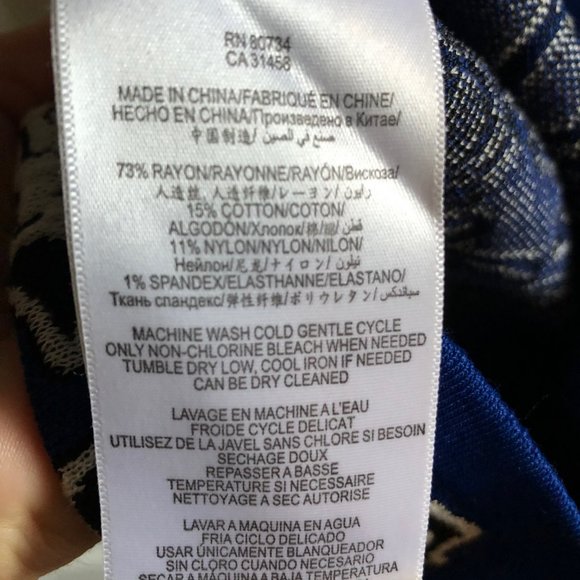 RN 80734
CA 31458
MADE IN CHINA/FABRIQUÉ EN CHINE/
HECHO EN CHINA/Произведено в Китае/
中国制造/صنع في الصين/
73% RAYON/RAYONNE/RAYÓN/Вискоза/
人造棉, 人造纤维/レーヨン/رايون/
15% COTTON/COTON/
ALGODÓN/Хлопок/棉/綿/قطن/
11% NYLON/NYLON/NILON/
Нейлон/尼龙/ナイロン/نيلون/
1% SPANDEX/ELASTHANNE/ELASTANO/
Ткань спандекс/弹性纤维/ポリウレタン/سباندكس/
MACHINE WASH COLD GENTLE CYCLE
ONLY NON-CHLORINE BLEACH WHEN NEEDED
TUMBLE DRY LOW, COOL IRON IF NEEDED
CAN BE DRY CLEANED
LAVAGE EN MACHINE A L'EAU
FROIDE CYCLE DELICAT
UTILISEZ DE LA JAVEL SANS CHLORE SI BESOIN
SECHAGE DOUX
REPASSER A BASSE
TEMPERATURE SI NECESSAIRE
NETTOYAGE A SEC AUTORISE
LAVAR A MAQUINA EN AGUA
FRIA CICLO DELICADO
USAR ÚNICAMENTE BLANQUEADOR
SIN CLORO CUANDO NECESARIO
SECAR A MAQUINA A BAJA TEMPERATURA